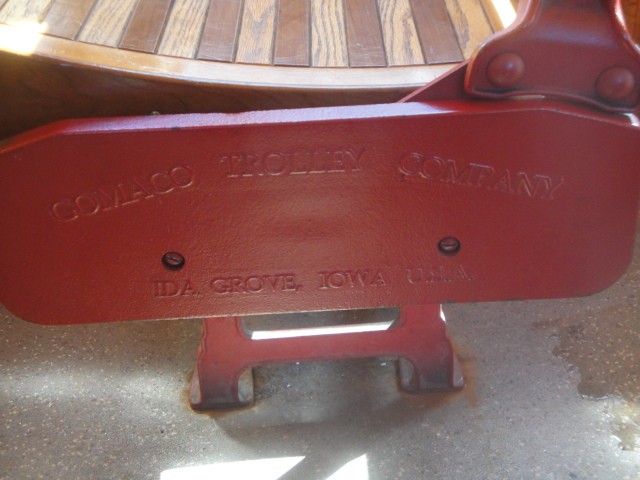 GOMACO TROLLEY COMPANY
IDA GROVE, IOWA U.S.A.